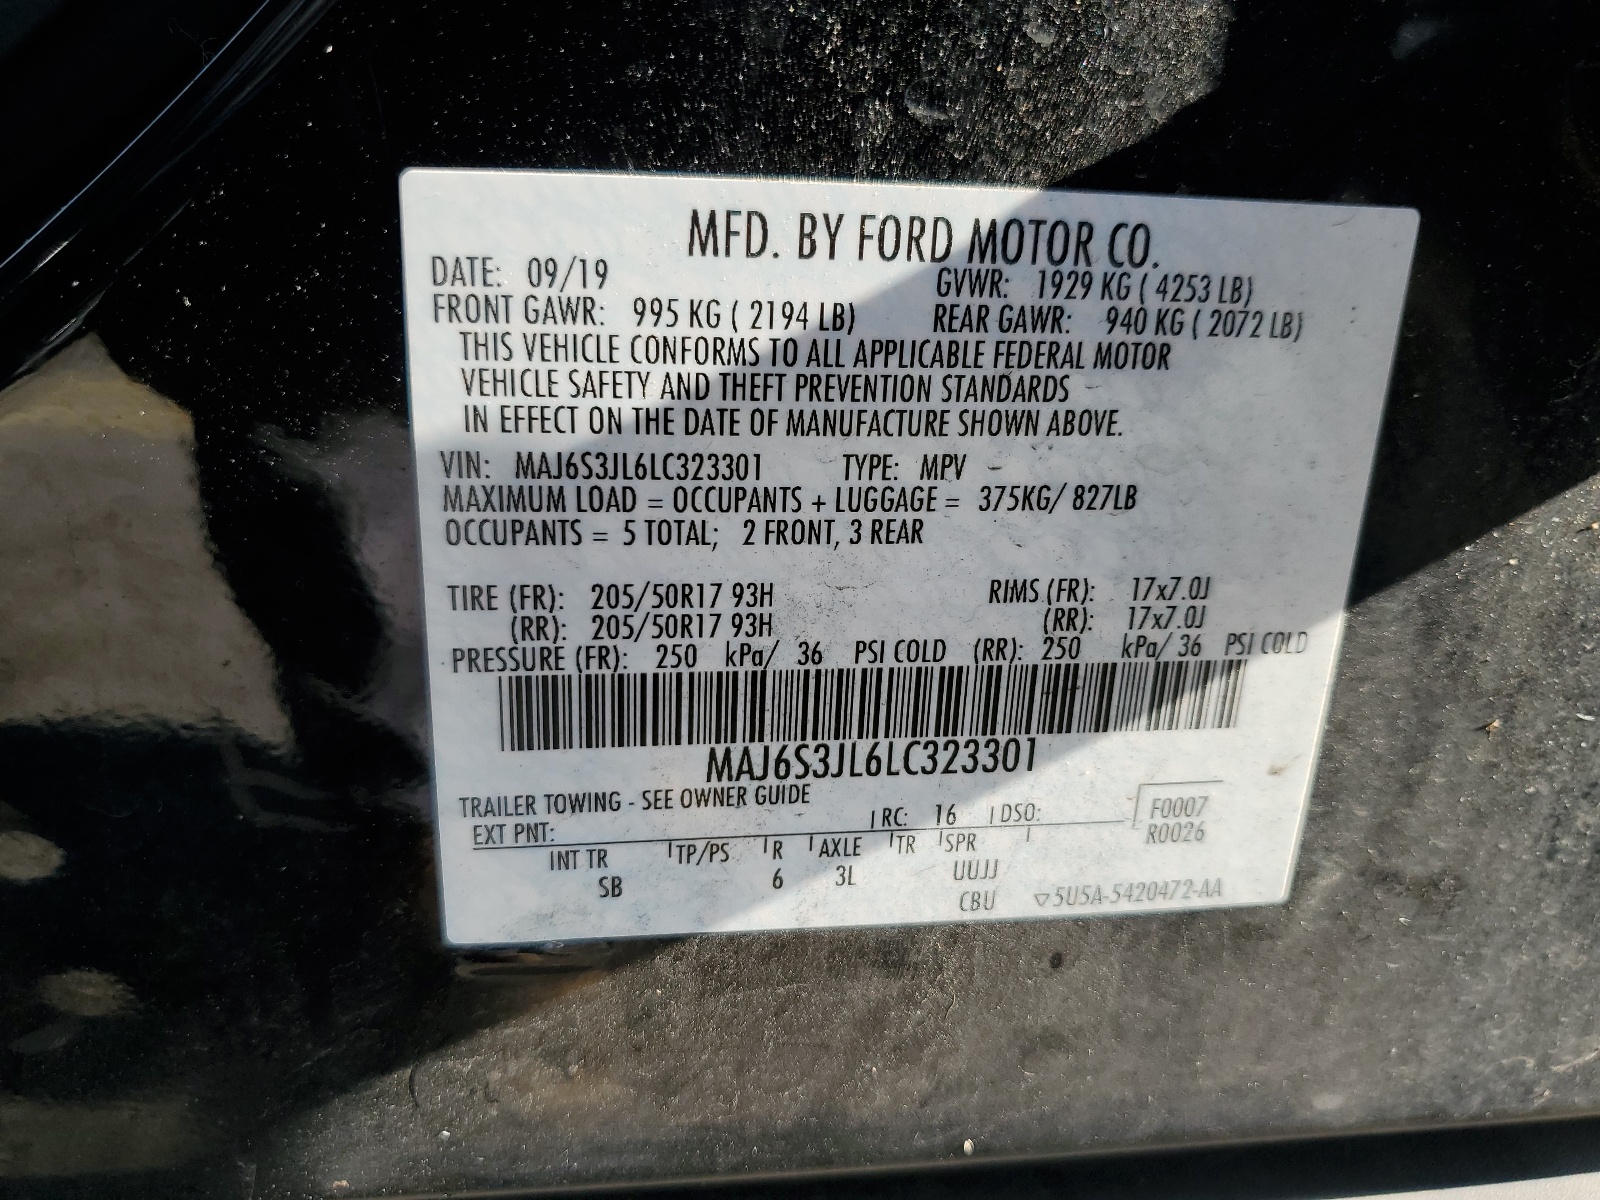 MFD. BY FORD MOTOR CO.
DATE: 09/19 GVWR: 1929 KG ( 4253 LB)
FRONT GAWR: 995 KG ( 2194 LB) REAR GAWR: 940 KG ( 2072 LB)
THIS VEHICLE CONFORMS TO ALL APPLICABLE FEDERAL MOTOR
VEHICLE SAFETY AND THEFT PREVENTION STANDARDS
IN EFFECT ON THE DATE OF MANUFACTURE SHOWN ABOVE.
VIN: MAJ6S3JL6LC323301 TYPE: MPV
MAXIMUM LOAD = OCCUPANTS + LUGGAGE = 375KG/ 827LB
OCCUPANTS = 5 TOTAL; 2 FRONT, 3 REAR
TIRE (FR): 205/50R17 93H RIMS (FR): 17x7.0J
(RR): 205/50R17 93H (RR): 17x7.0J
PRESSURE (FR): 250 kPa/ 36 PSI COLD (RR): 250 kPa/ 36 PSI COLD
MAJ6S3JL6LC323301
TRAILER TOWING - SEE OWNER GUIDE
EXT PNT: RC: 16 DSO: F0007
R0026
INT TR TP/PS R AXLE TR SPR
SB 6 3L UUJJ
CBU ▽5U5A-5420472-AA